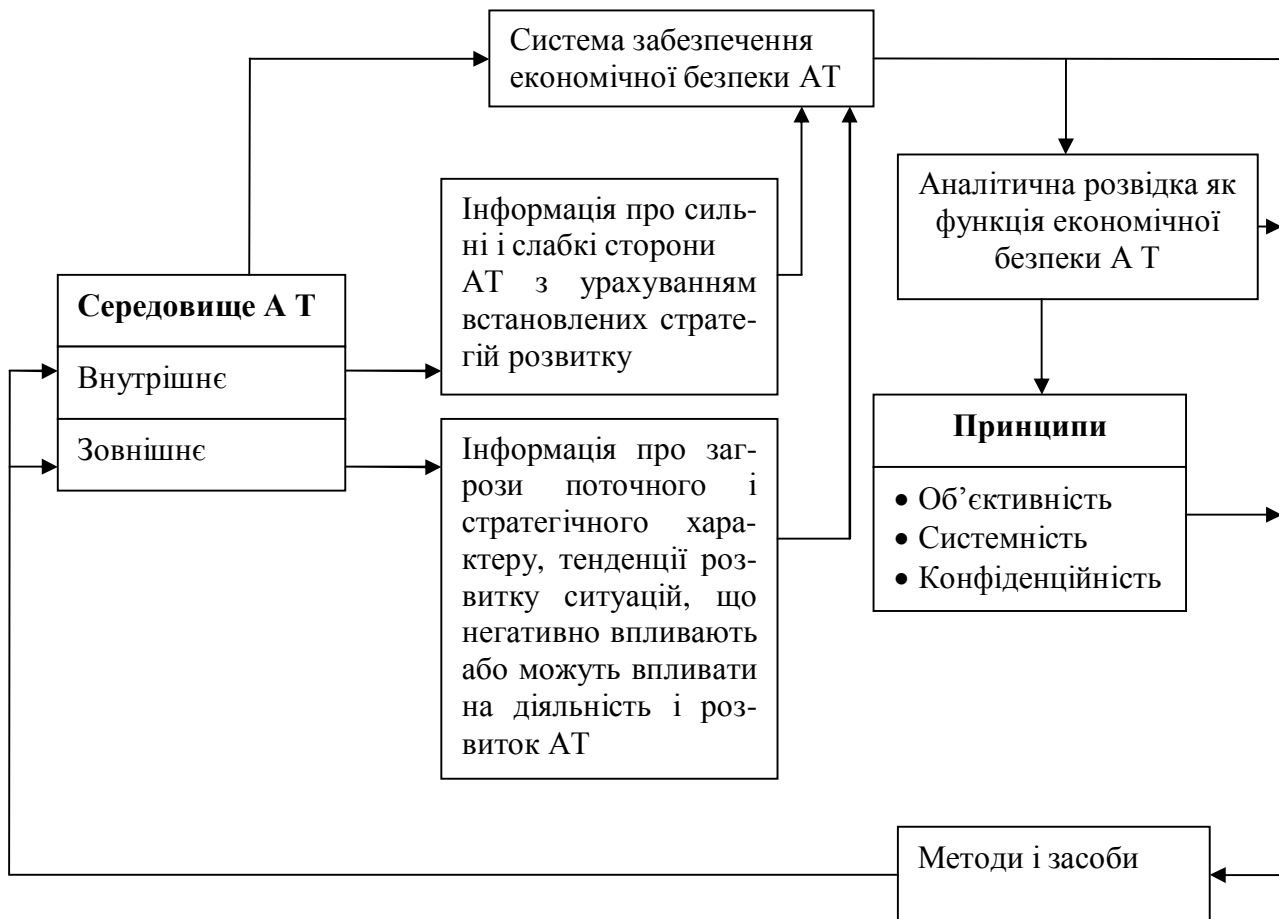 Система забезпечення
економічної безпеки АТ
Інформація про силь-
ні і слабкі сторони
АТ з урахуванням
встановлених страте-
гій розвитку
Аналітична розвідка як
функція економічної
безпеки А Т
Середовище А Т
Внутрішнє
Зовнішнє
Інформація про заг-
рози поточного і
стратегічного харак-
теру, тенденції роз-
витку ситуацій, що
негативно впливають
або можуть впливати
на діяльність і роз-
виток АТ
Принципи
• Об’єктивність
• Системність
• Конфіденційність
Методи і засоби